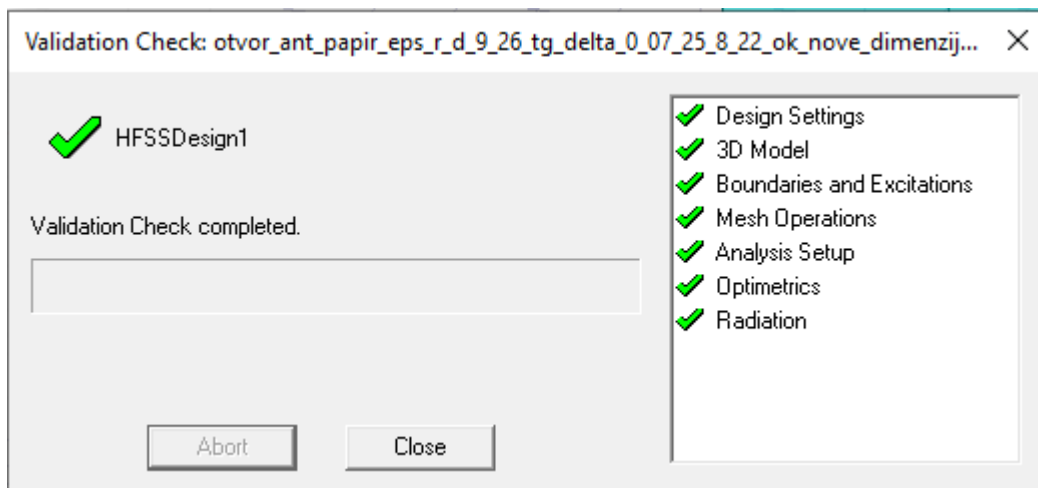 Validation Check: otvor_ant_papir_eps_r_d_9_26_tg_delta_0_07_25_8_22_ok_nove_dimenzij...
HFSSDesign1
Validation Check completed.
Abort
Close
Design Settings
3D Model
Boundaries and Excitations
Mesh Operations
Analysis Setup
Optimetrics
Radiation